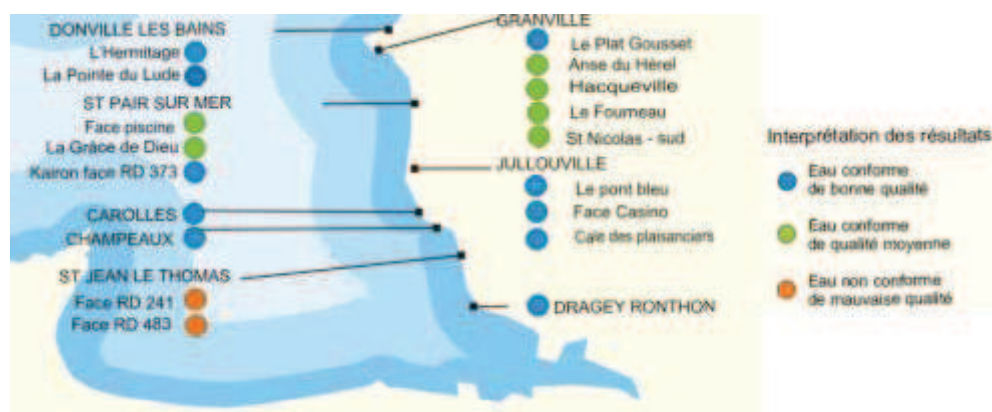 DONVILLE LES BAINS
L'Hermitage
La Pointe du Lude
ST PAIR SUR MER
Face piscine
La Grâce de Dieu
Kairon face RD 373
CAROLLES
CHAMPEAUX
ST JEAN LE THOMAS
Face RD 241
Face RD 483
GRANVILLE
Le Plat Gousset
Anse du Hérel
Hacqueville
Le Fourneau
St Nicolas - sud
JULLOUVILLE
Le pont bleu
Face Casino
Cale des plaisanciers
DRAGEY RONTHON
Interprétation des résultats
Eau conforme
de bonne qualité
Eau conforme
de qualité moyenne
Eau non conforme
de mauvaise qualité